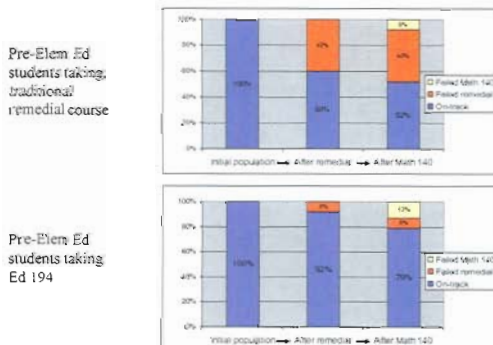 Pre-Elem Ed
students taking
traditional
remedial course
100%
80%
60%
40%
20%
0%
100%
40%
60%
8%
40%
52%
Failed Math 140
Failed remedial
On-track
Initial population → After remedial → After Math 140
Pre-Elem Ed
students taking
Ed 194
100%
80%
60%
40%
20%
0%
100%
8%
92%
13%
8%
79%
Failed Math 140
Failed remedial
On-track
Initial population → After remedial → After Math 140